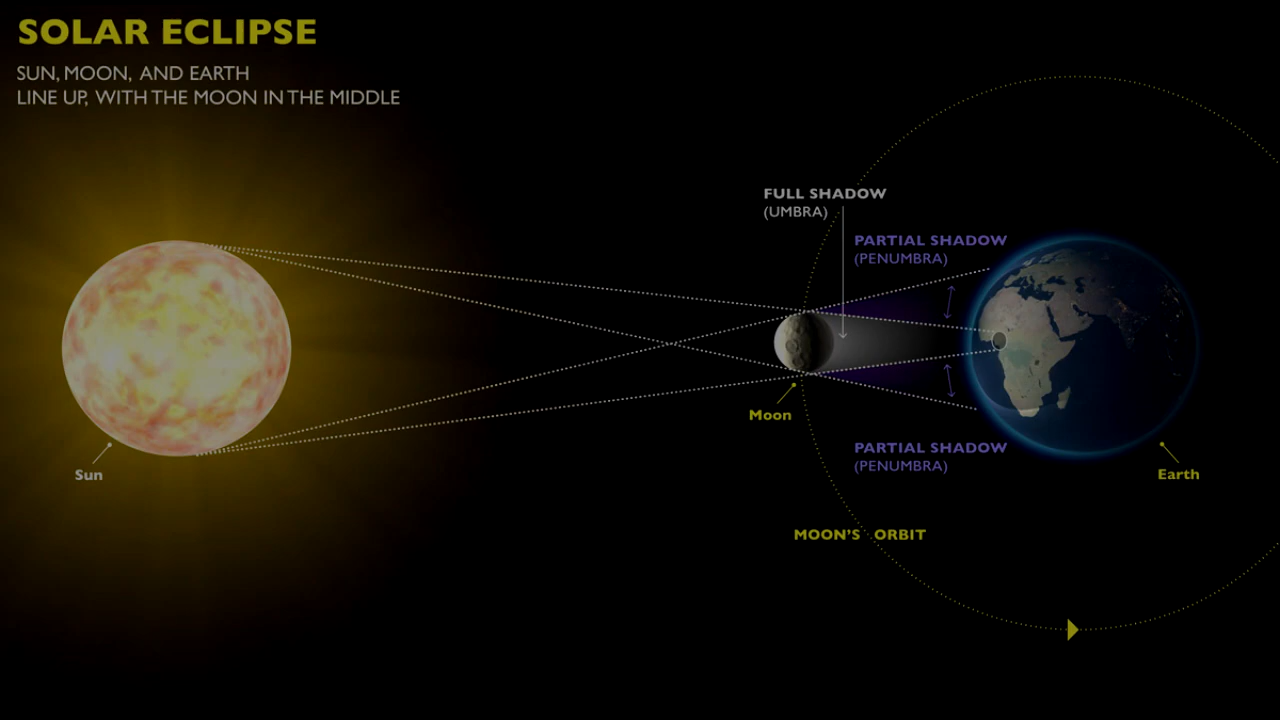 SOLAR ECLIPSE
SUN, MOON, AND EARTH
LINE UP, WITH THE MOON IN THE MIDDLE
FULL SHADOW
(UMBRA)
PARTIAL SHADOW
(PENUMBRA)
Moon
PARTIAL SHADOW
(PENUMBRA)
Sun
Earth
MOON'S ORBIT